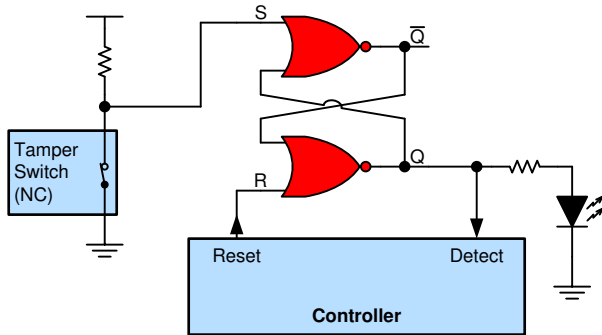 S
Q
Tamper
Switch
(NC)
Q
R
Reset
Detect
Controller